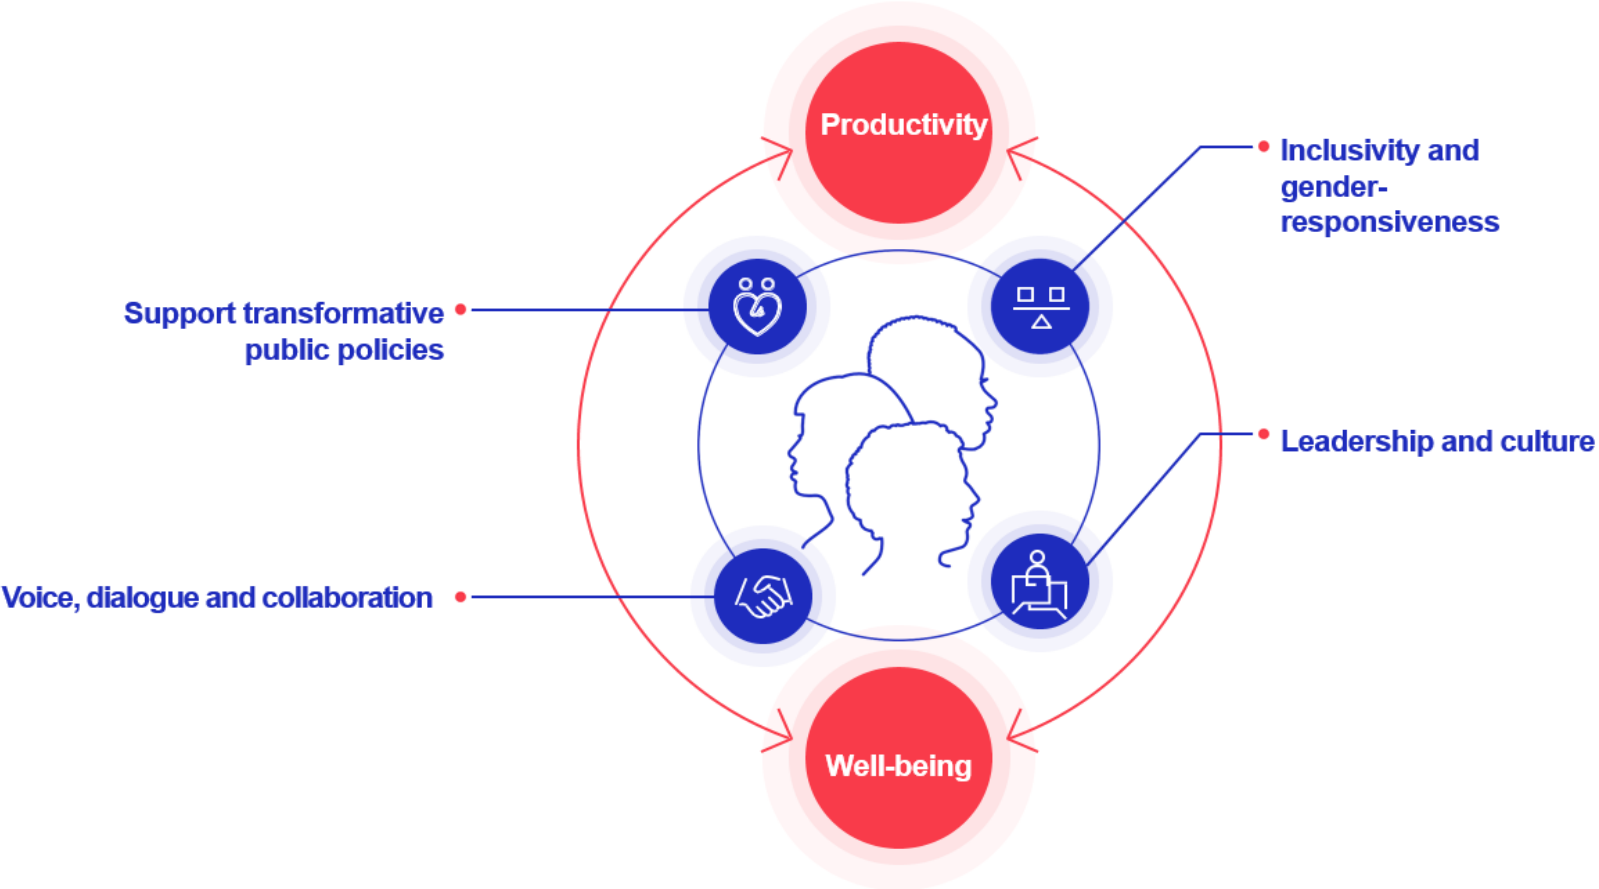 Productivity
Inclusivity and
gender-
responsiveness
Support transformative
public policies
Leadership and culture
Voice, dialogue and collaboration
Well-being